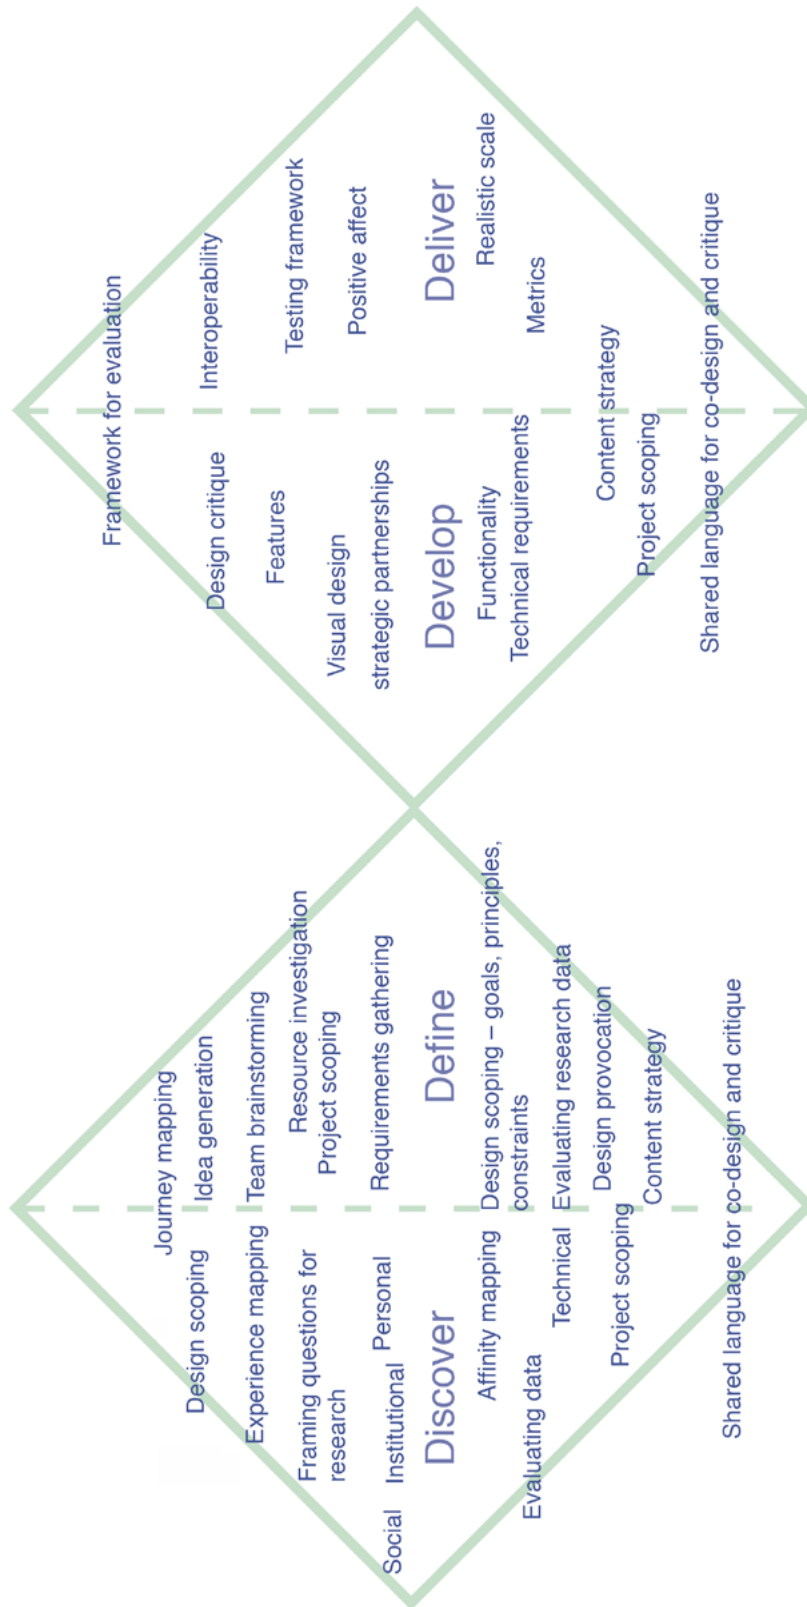 Journey mapping
Design scoping
Idea generation
Experience mapping
Team brainstorming
Framing questions for
research
Resource investigation
Project scoping
Social
Institutional
Personal
Requirements gathering
Discover
Define
Affinity mapping
Design scoping – goals, principles,
constraints
Evaluating data
Technical
Evaluating research data
Project scoping
Design provocation
Content strategy
Shared language for co-design and critique
Framework for evaluation
Design critique
Interoperability
Features
Testing framework
Visual design
Positive affect
strategic partnerships
Develop
Deliver
Functionality
Realistic scale
Technical requirements
Metrics
Content strategy
Project scoping
Shared language for co-design and critique